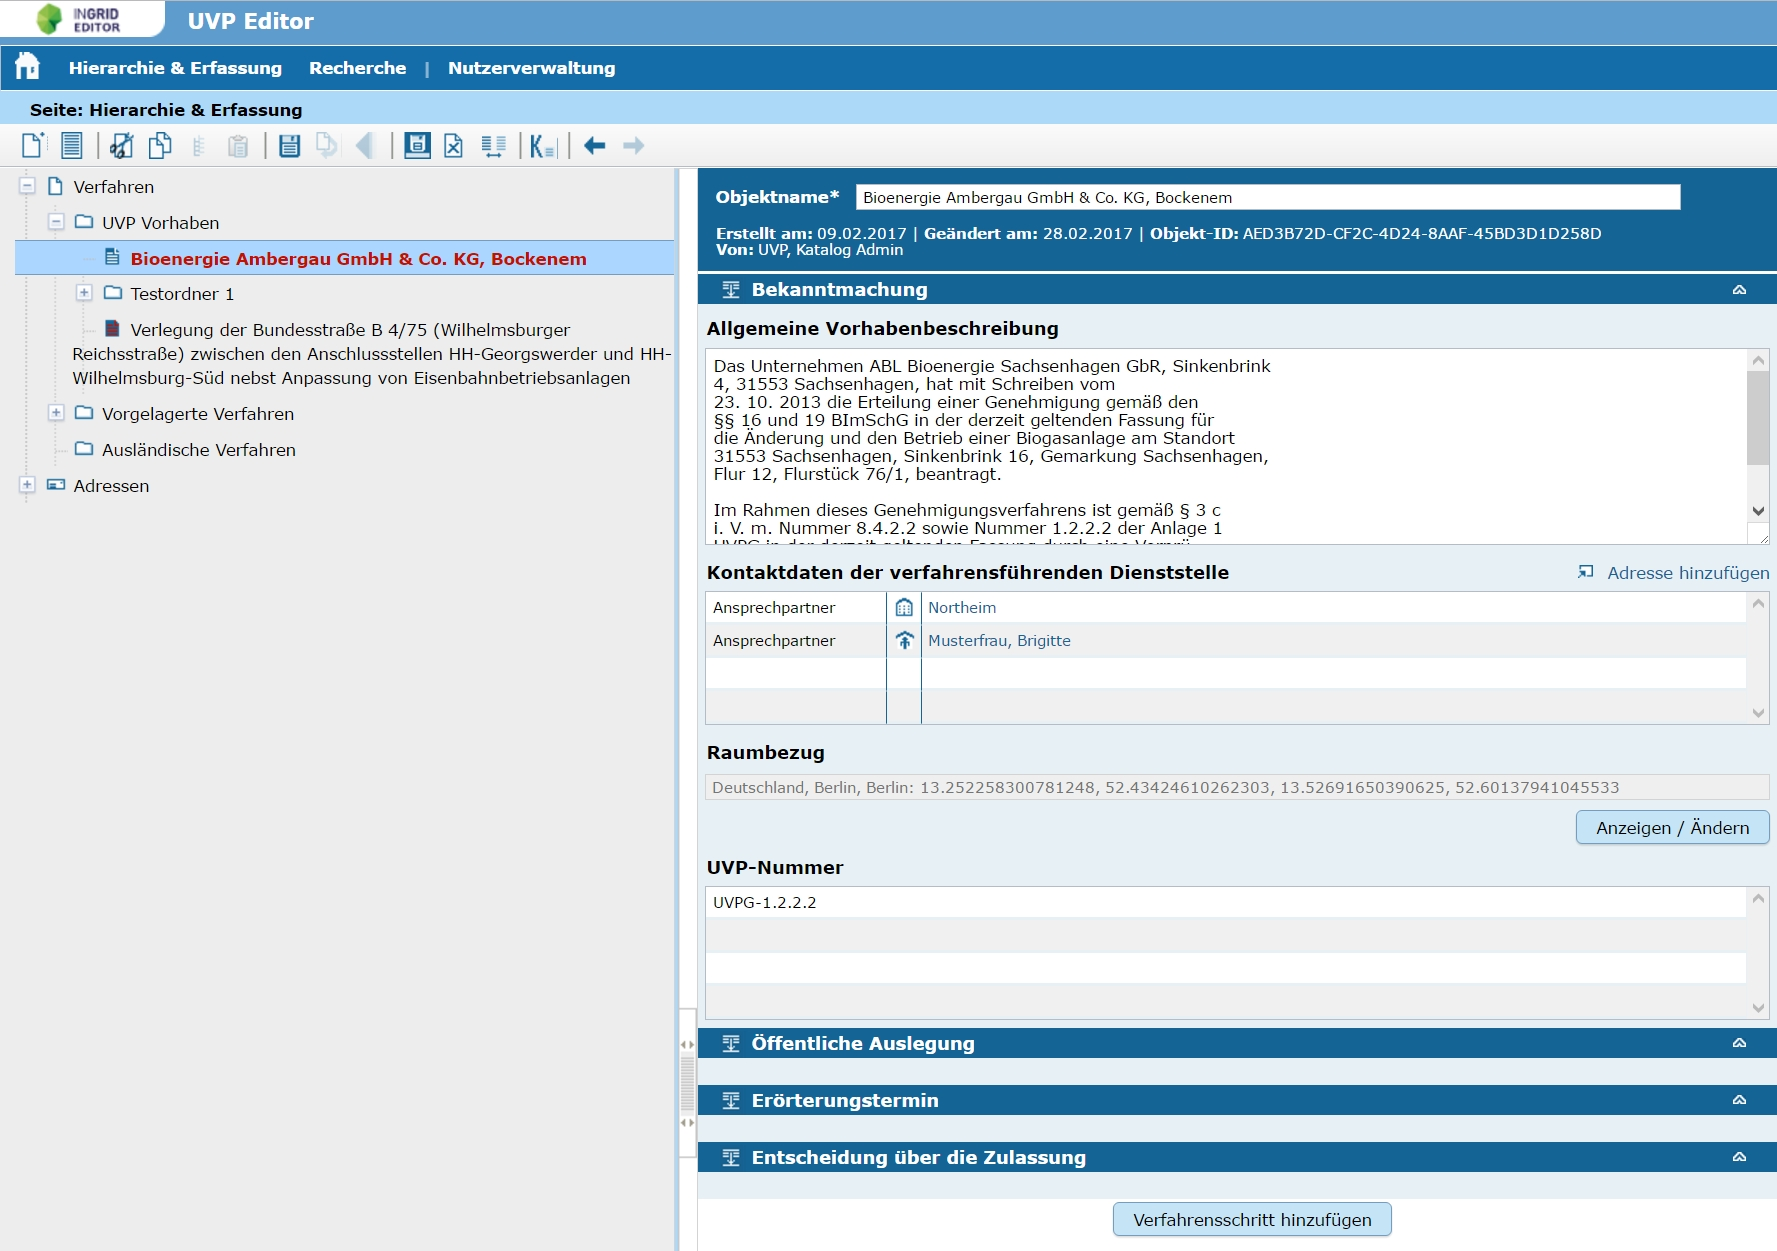 INGRID
EDITOR
UVP Editor
Hierarchie & Erfassung Recherche | Nutzerverwaltung
Seite: Hierarchie & Erfassung
Verfahren
UVP Vorhaben
Bioenergie Ambergau GmbH & Co. KG, Bockenem
Testordner 1
Verlegung der Bundesstraße B 4/75 (Wilhelmsburger
Reichsstraße) zwischen den Anschlussstellen HH-Georgswerder und HH-
Wilhelmsburg-Süd nebst Anpassung von Eisenbahnbetriebsanlagen
Vorgelagerte Verfahren
Ausländische Verfahren
Adressen
Objektname* Bioenergie Ambergau GmbH & Co. KG, Bockenem
Erstellt am: 09.02.2017 | Geändert am: 28.02.2017 | Objekt-ID: AED3B72D-CF2C-4D24-8AAF-45BD3D1D258D
Von: UVP, Katalog Admin
Bekanntmachung
Allgemeine Vorhabenbeschreibung
Das Unternehmen ABL Bioenergie Sachsenhagen GbR, Sinkenbrink
4, 31553 Sachsenhagen, hat mit Schreiben vom
23. 10. 2013 die Erteilung einer Genehmigung gemäß den
§§ 16 und 19 BImSchG in der derzeit geltenden Fassung für
die Änderung und den Betrieb einer Biogasanlage am Standort
31553 Sachsenhagen, Sinkenbrink 16, Gemarkung Sachsenhagen,
Flur 12, Flurstück 76/1, beantragt.
Im Rahmen dieses Genehmigungsverfahrens ist gemäß § 3 c
i. V. m. Nummer 8.4.2.2 sowie Nummer 1.2.2.2 der Anlage 1
UVPG in der derzeit geltenden Fassung durch eine Vorprü
Kontaktdaten der verfahrensführenden Dienststelle Adresse hinzufügen
Ansprechpartner Northeim
Ansprechpartner Musterfrau, Brigitte
Raumbezug
Deutschland, Berlin, Berlin: 13.252258300781248, 52.43424610262303, 13.52691650390625, 52.60137941045533
Anzeigen / Ändern
UVP-Nummer
UVPG-1.2.2.2
Öffentliche Auslegung
Erörterungstermin
Entscheidung über die Zulassung
Verfahrensschritt hinzufügen